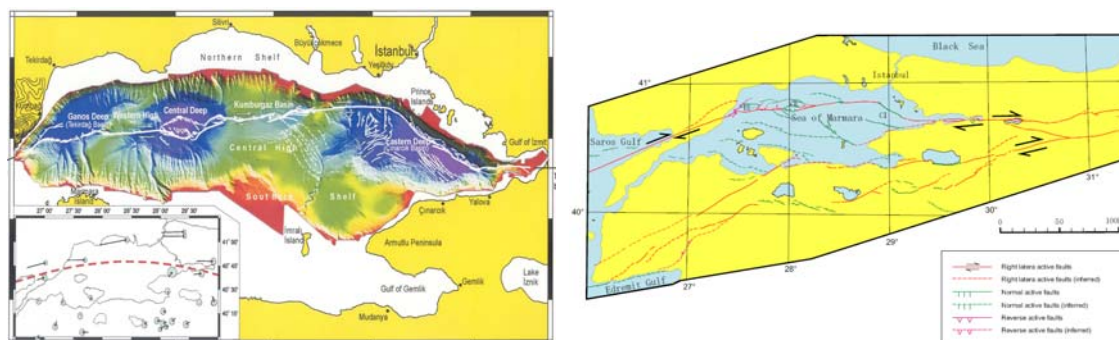 Silivri
Büyükçekmece
İstanbul
Yeşilköy
Tekirdağ
Northern Shelf
Prince
Islands
Kumburgaz Basin
Central Deep
Western High
Ganos Deep
(Tekirdağ Basin)
Central High
Eastern Deep
(Çınarcık Basin)
Gulf of İzmit
Southern Shelf
Marmara
Island
İmralı
Island
Çınarcık
Yalova
Armutlu Peninsula
Gulf of Gemlik
Gemlik
Mudanya
Lake
İznik
Black Sea
Istanbul
41°
Sea of Marmara
CI
Saros Gulf
40°
31°
30°
29°
28°
27°
Edremit Gulf
0 50 100
Right lateral active faults
Right lateral active faults (inferred)
Normal active faults
Normal active faults (inferred)
Reverse active faults
Reverse active faults (inferred)